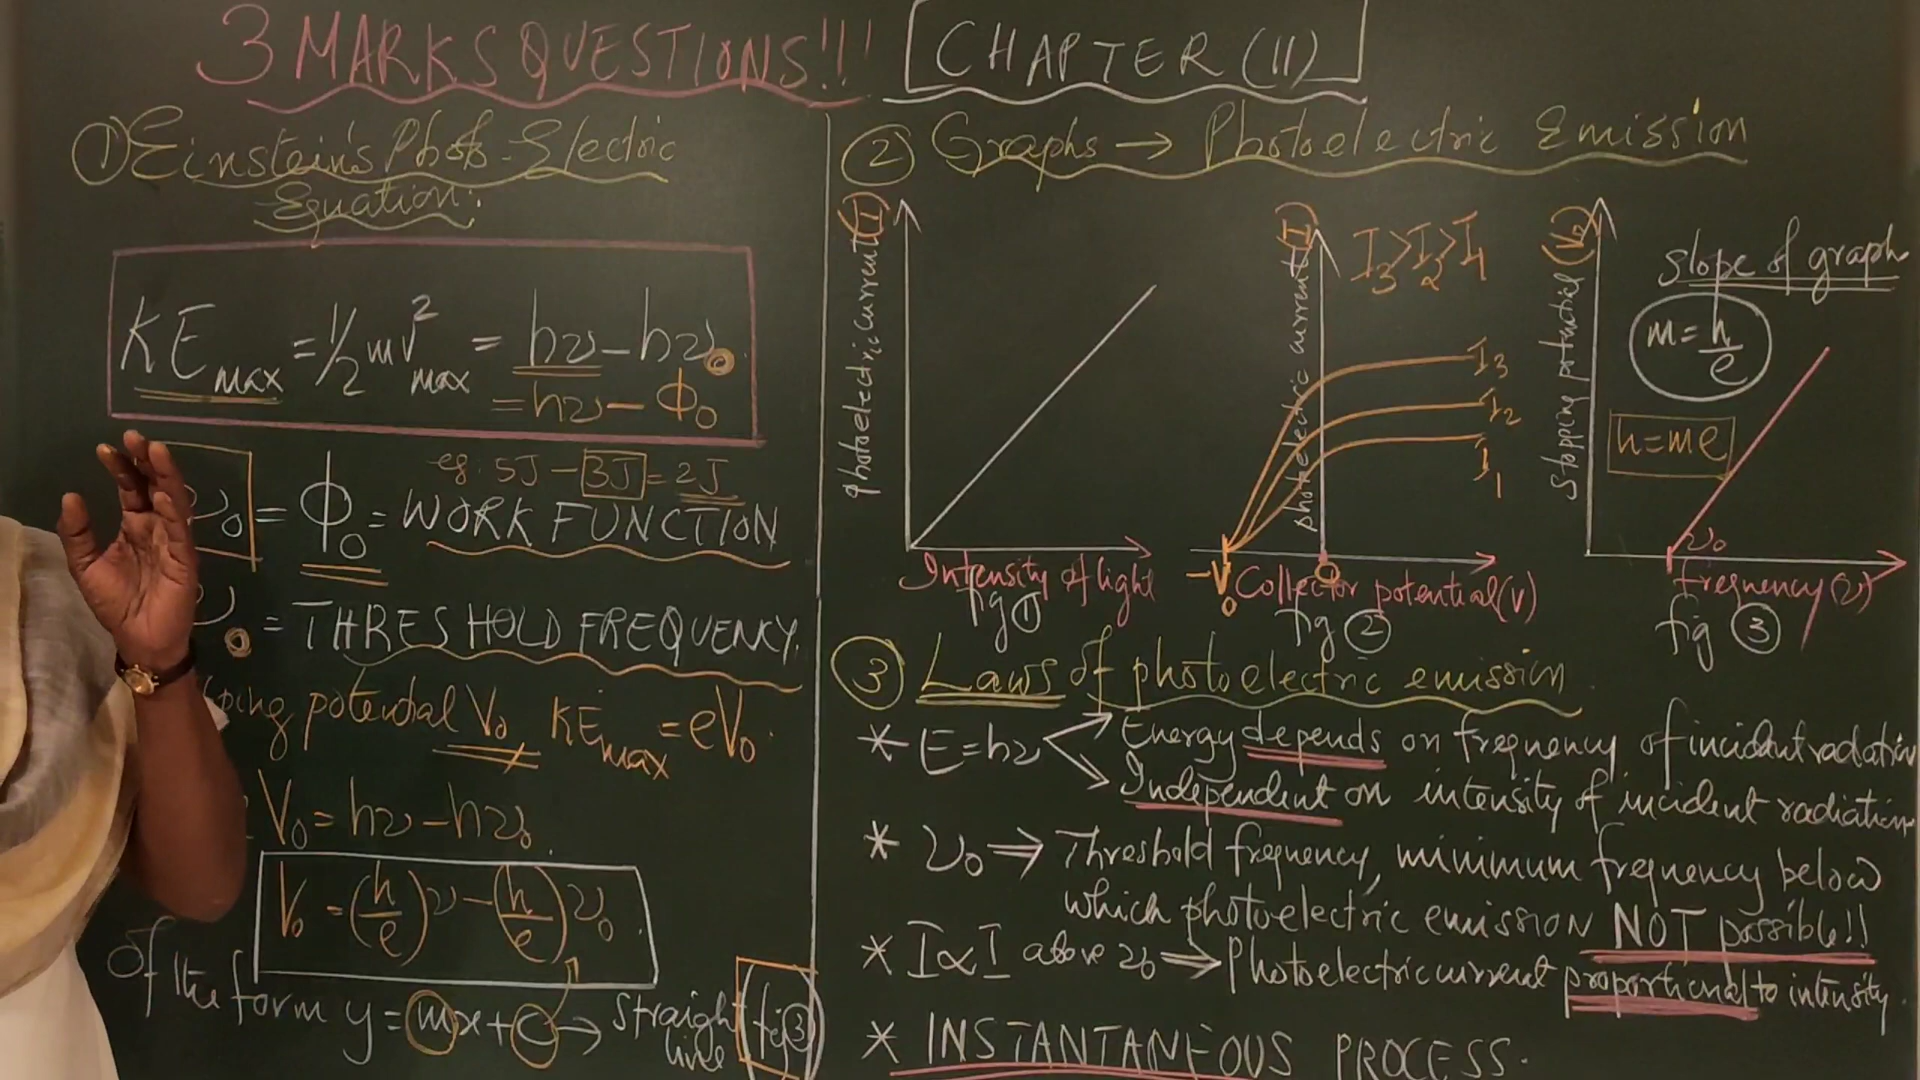 3 MARKS QUESTIONS!!! CHAPTER (11)
① Einstein's Photo-Electric
Equation:
KEmax = 1/2 mv²max = hν - hν₀
= hν - Φ₀
eg: 5J - 3J = 2J
ν₀ = Φ₀ = WORK FUNCTION
ν₀ = THRESHOLD FREQUENCY.
potential V₀ KEmax = eV₀.
V₀ = hν - hν₀.
V₀ = (h/e)ν - (h/e)ν₀.
Of the form y = mx + c → straight
line
fig ③
② Graphs → Photoelectric Emission
photoelectric current (I)
Intensity of light
fig ①
photoelectric current (I)
I₃ > I₂ > I₁
I₃
I₂
I₁
-V₀
O
Collector potential (V)
fig ②
Stopping potential (V₀)
slope of graph
m = h/e
h = me
ν₀
frequency (ν)
fig ③
③ Laws of photoelectric emission.
* E = hν
Energy depends on frequency of incident radiation
Independent on intensity of incident radiation
* ν₀ ⇒ Threshold frequency, minimum frequency below
which photoelectric emission NOT possible!!
* I ∝ I above ν₀ ⇒ Photoelectric current proportional to intensity.
* INSTANTANEOUS PROCESS.